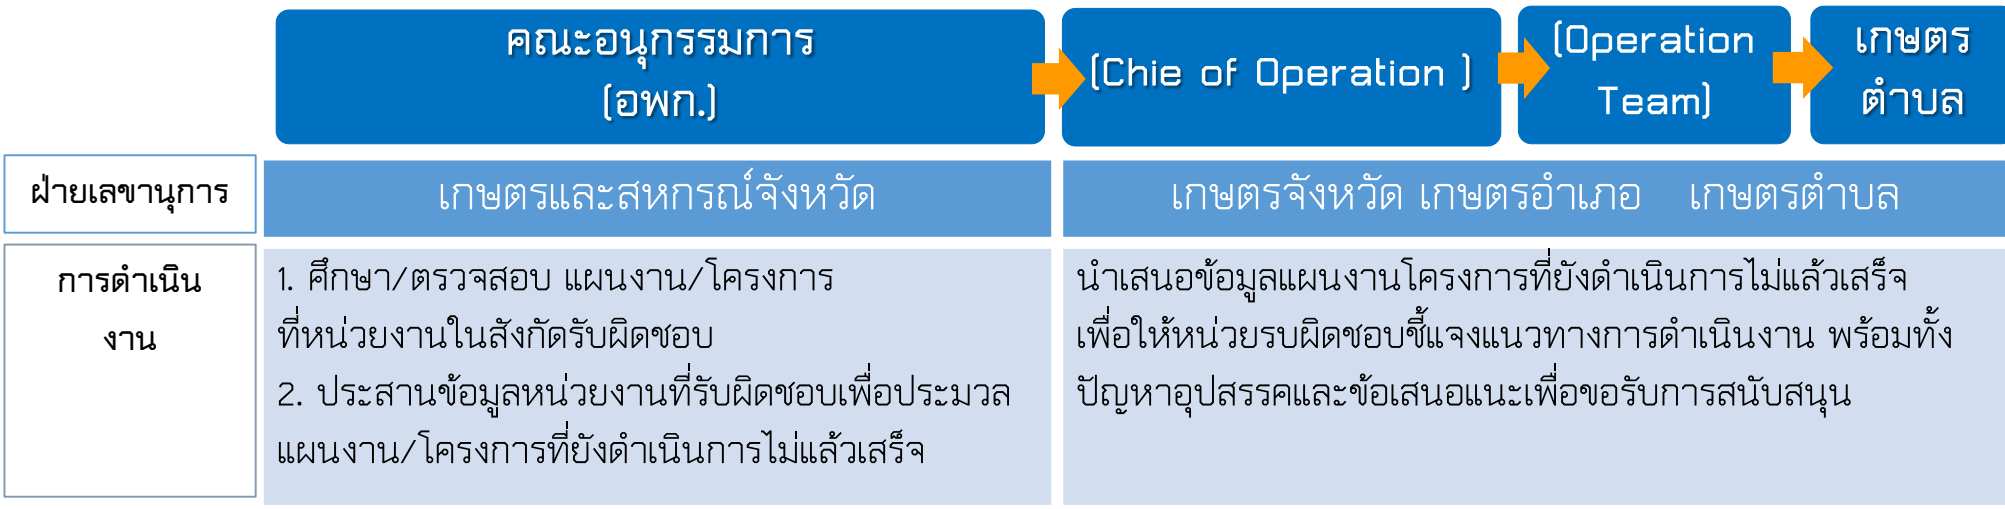 คณะอนุกรรมการ
(อพก.)
(Chie of Operation )
(Operation
Team)
เกษตร
ตำบล
ฝ่ายเลขานุการ
เกษตรและสหกรณ์จังหวัด
เกษตรจังหวัด เกษตรอำเภอ เกษตรตำบล
การดำเนิน
งาน
1. ศึกษา/ตรวจสอบ แผนงาน/โครงการ
ที่หน่วยงานในสังกัดรับผิดชอบ
2. ประสานข้อมูลหน่วยงานที่รับผิดชอบเพื่อประมวล
แผนงาน/โครงการที่ยังดำเนินการไม่แล้วเสร็จ
นำเสนอข้อมูลแผนงานโครงการที่ยังดำเนินการไม่แล้วเสร็จ
เพื่อให้หน่วยรบผิดชอบชี้แจงแนวทางการดำเนินงาน พร้อมทั้ง
ปัญหาอุปสรรคและข้อเสนอแนะเพื่อขอรับการสนับสนุน